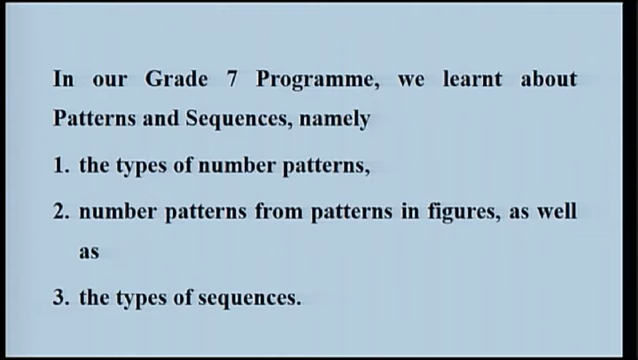 In our Grade 7 Programme, we learnt about
Patterns and Sequences, namely
1. the types of number patterns,
2. number patterns from patterns in figures, as well
as
3. the types of sequences.